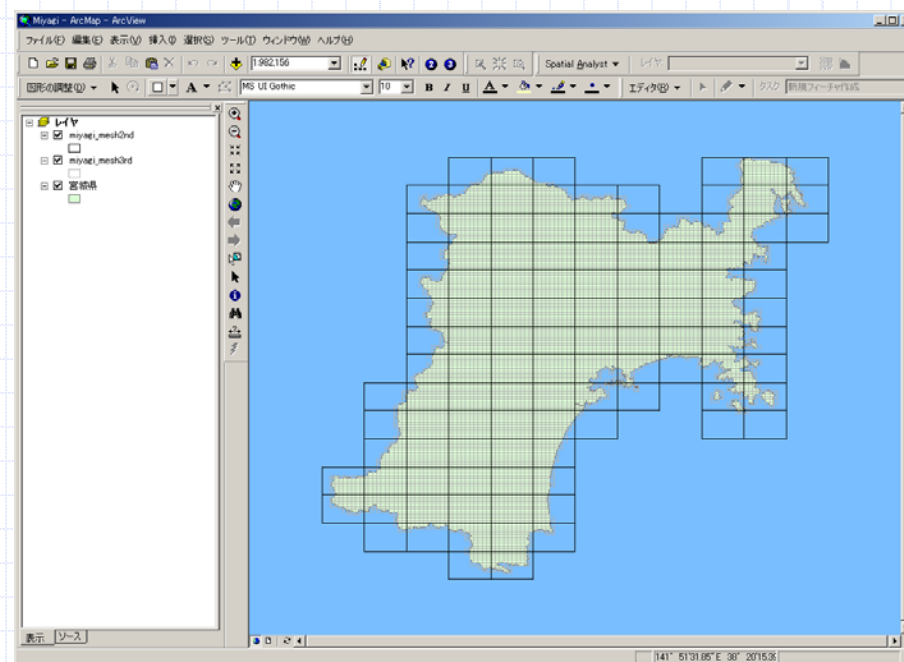 Miyagi - ArcMap - ArcView
ファイル(F) 編集(E) 表示(V) 挿入(I) 選択(S) ツール(T) ウィンドウ(W) ヘルプ(H)
1:982,156 Spatial Analyst レイヤ
図形の調整(D) A MS UI Gothic 10 B I U A エディタ(R) タスク 新規フィーチャ作成
レイヤ
miyagi_mesh2nd
miyagi_mesh3rd
宮城県
表示 ソース
141° 51'31.85"E 38° 20'15.3